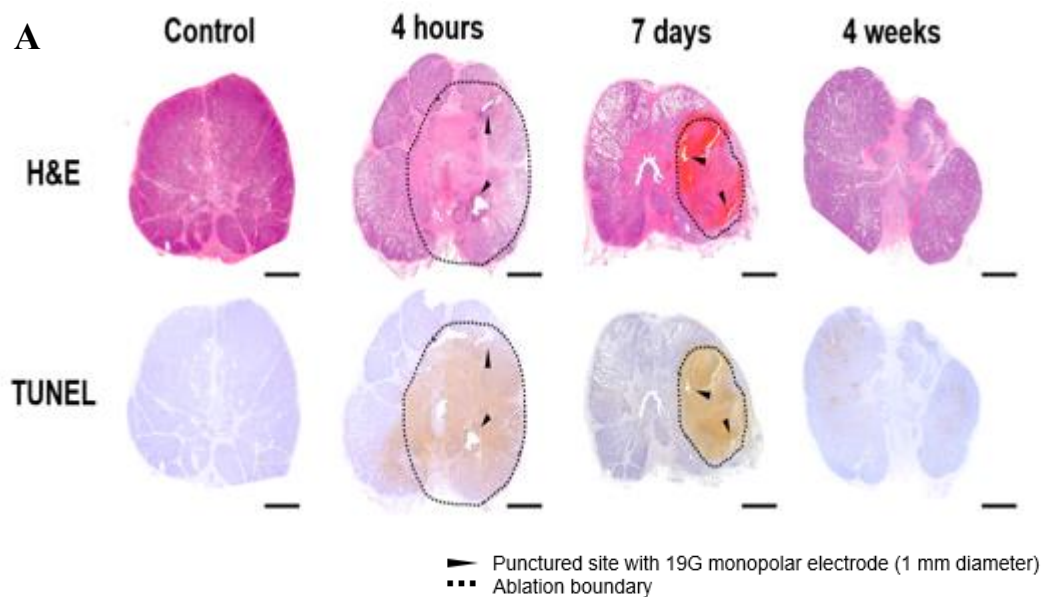 A
Control
4 hours
7 days
4 weeks
H&E
TUNEL
Punctured site with 19G monopolar electrode (1 mm diameter)
Ablation boundary